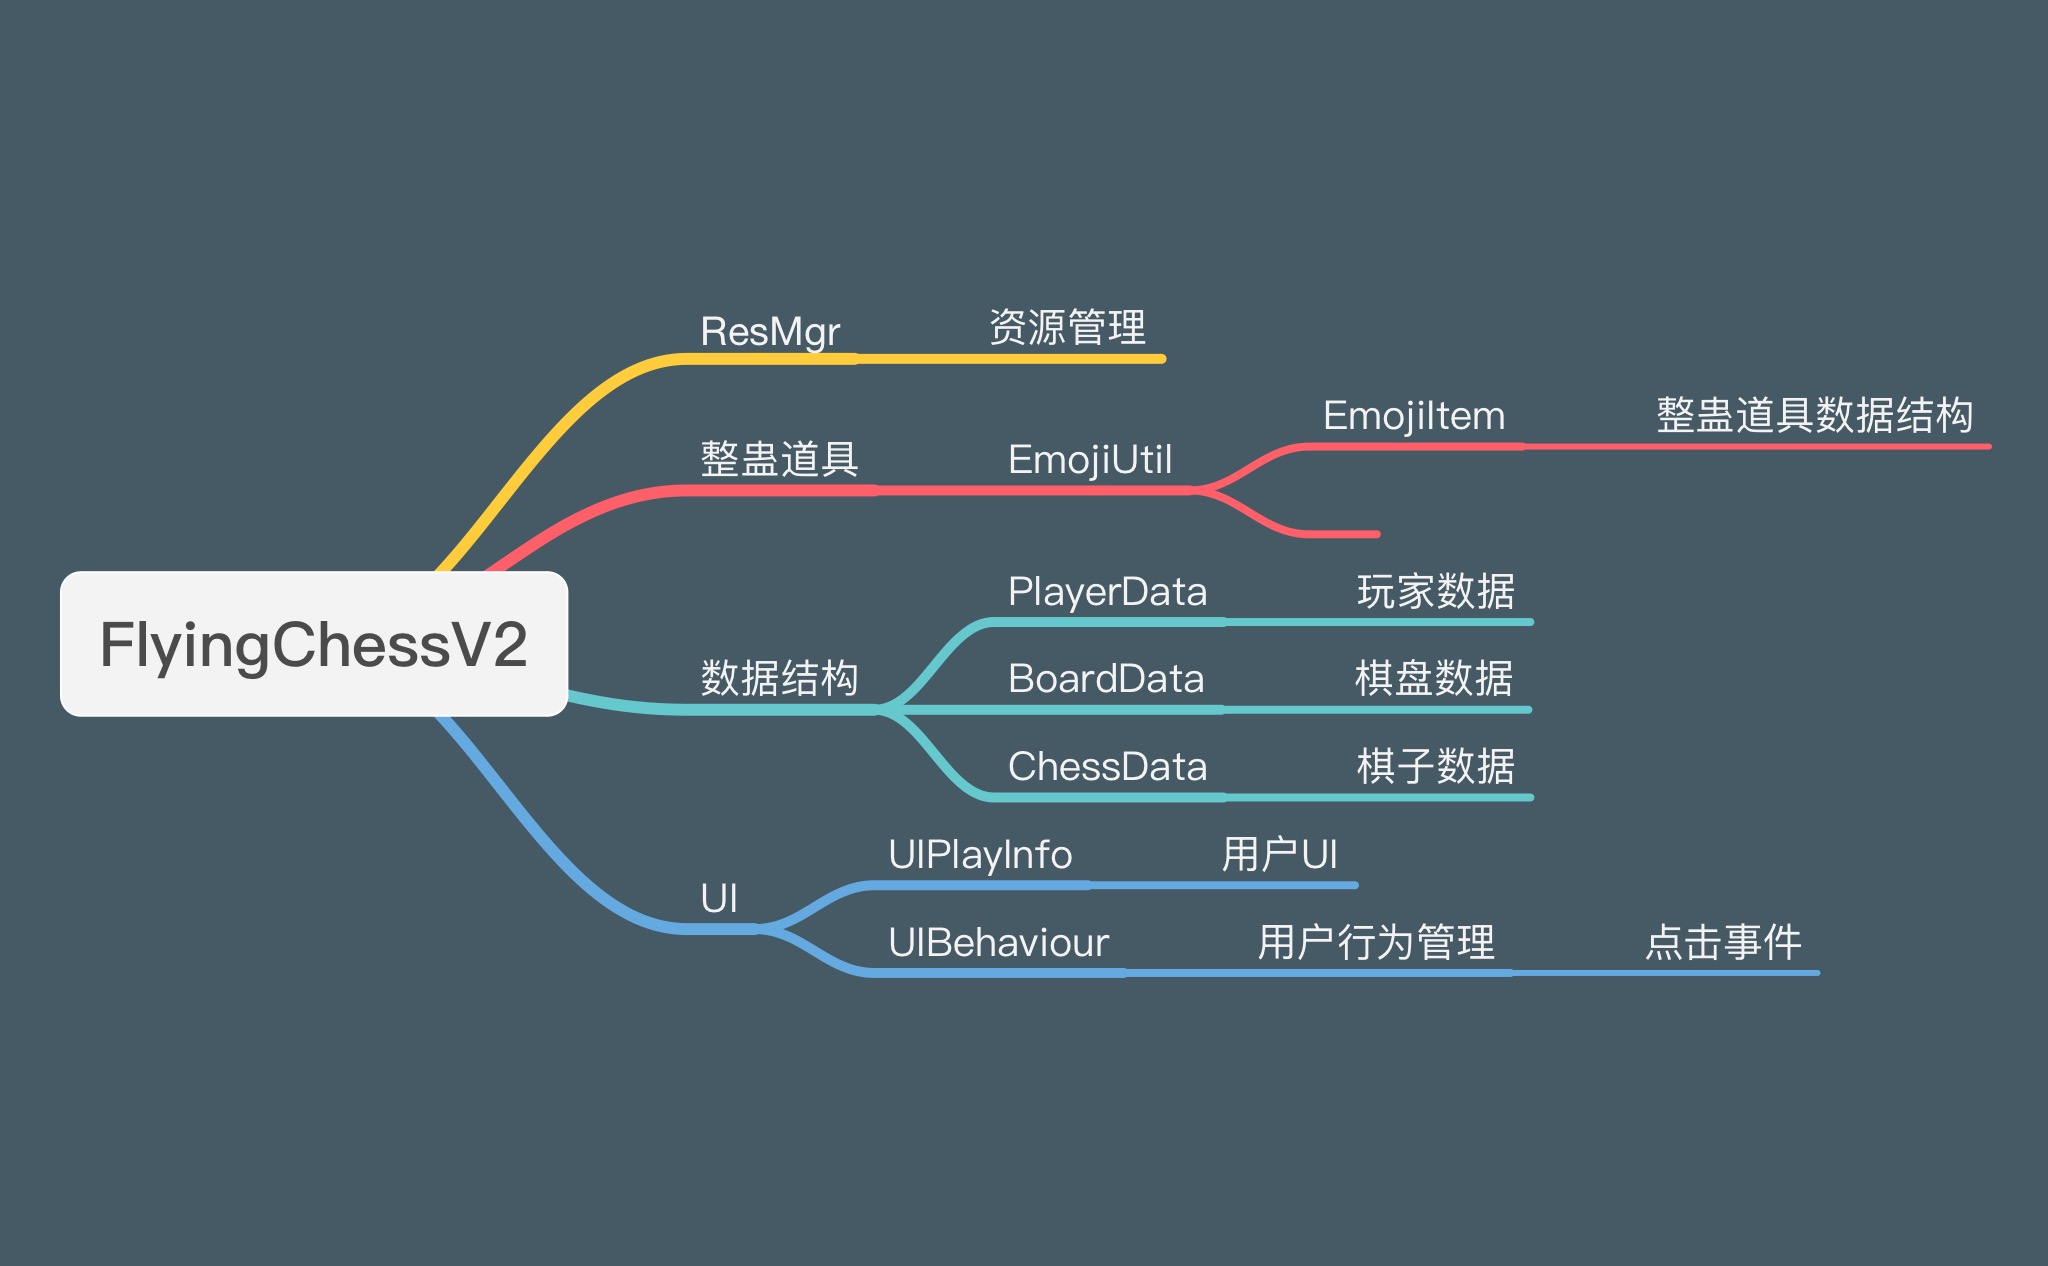 FlyingChessV2
ResMgr
资源管理
整蛊道具
EmojiUtil
EmojiItem
整蛊道具数据结构
数据结构
PlayerData
玩家数据
BoardData
棋盘数据
ChessData
棋子数据
UI
UIPlayInfo
用户UI
UIBehaviour
用户行为管理
点击事件